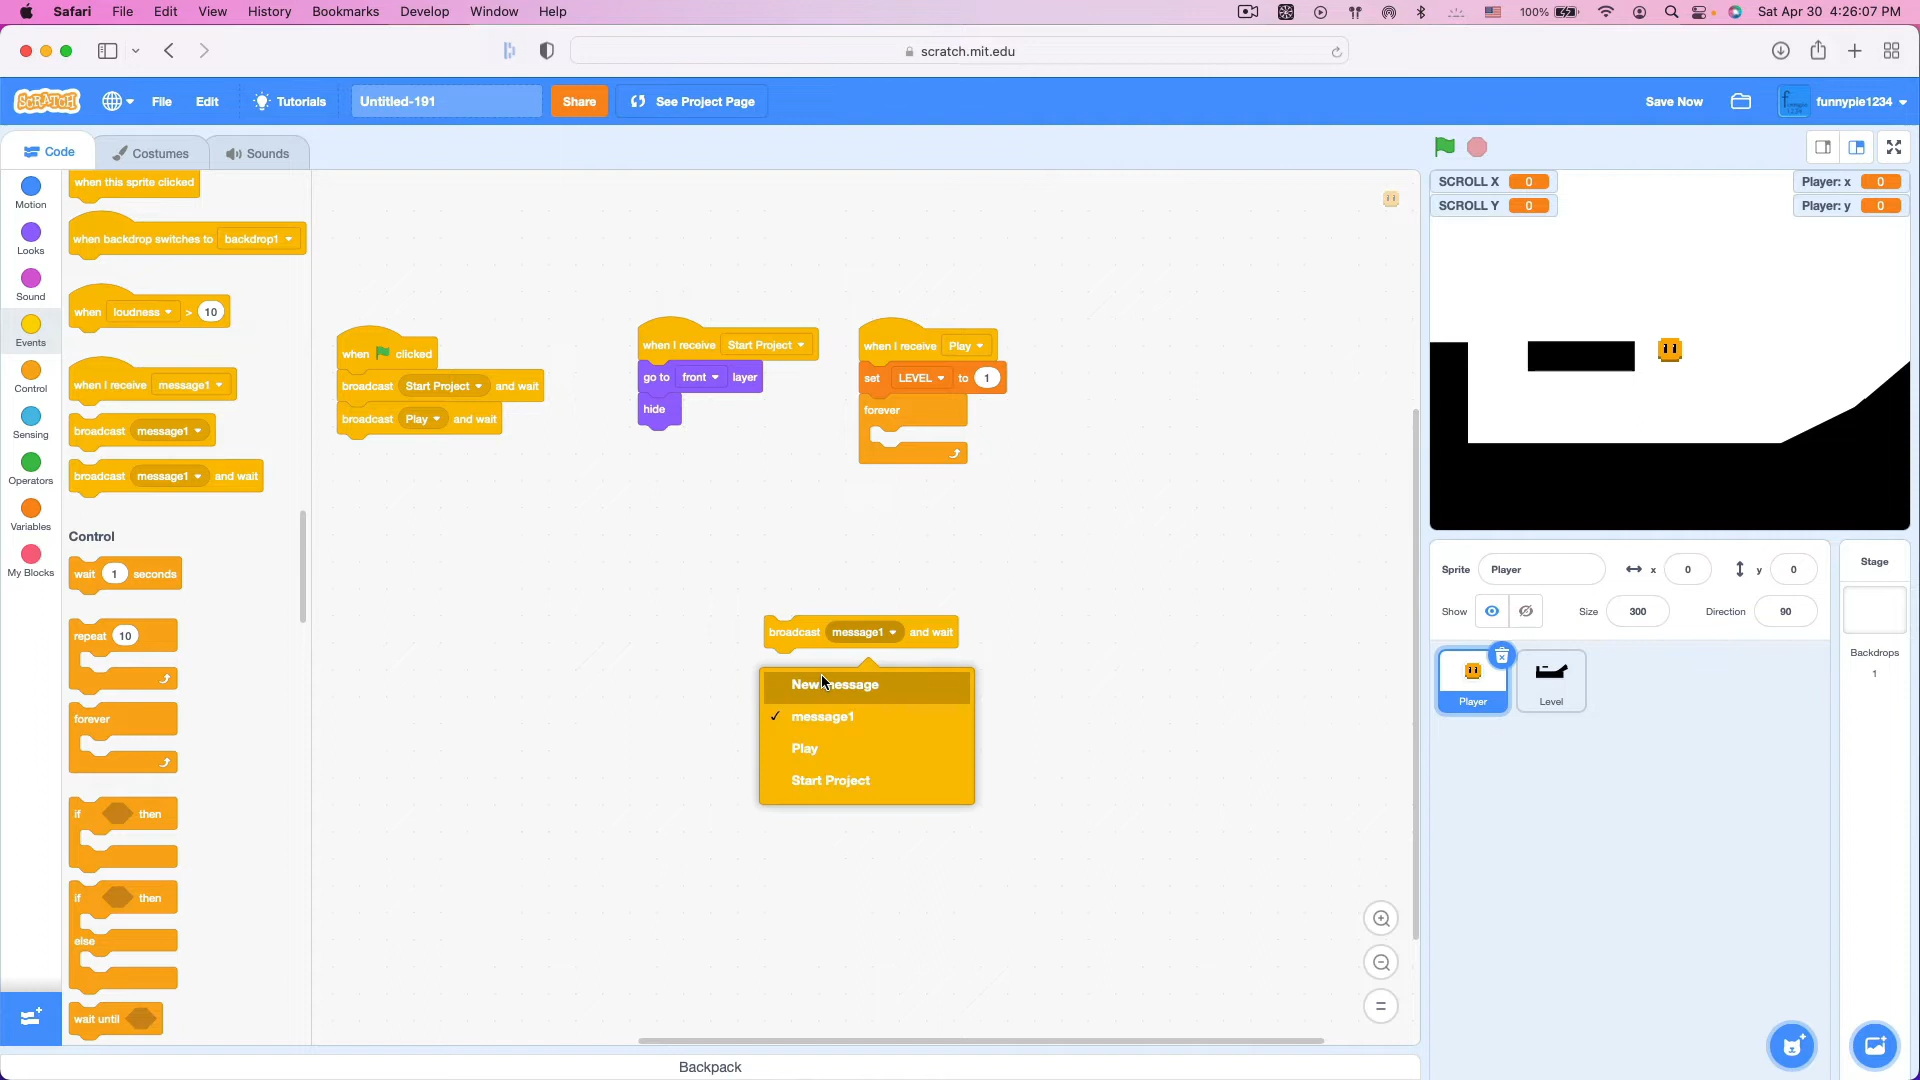 Safari File Edit View History Bookmarks Develop Window Help 100% Sat Apr 30 4:26:07 PM
scratch.mit.edu
SCRATCH File Edit Tutorials Untitled-191 Share See Project Page Save Now funnypie1234
Code Costumes Sounds
Motion
Looks
Sound
Events
Control
Sensing
Operators
Variables
My Blocks
when this sprite clicked
when backdrop switches to backdrop1
when loudness > 10
when I receive message1
broadcast message1
broadcast message1 and wait
Control
wait 1 seconds
repeat 10
forever
if then
if then
else
wait until
when clicked
broadcast Start Project and wait
broadcast Play and wait
when I receive Start Project
go to front layer
hide
when I receive Play
set LEVEL to 1
forever
broadcast message1 and wait
New message
✓ message1
Play
Start Project
Backpack
SCROLL X 0
SCROLL Y 0
Player: x 0
Player: y 0
Sprite Player x 0 y 0
Show Size 300 Direction 90
Player
Level
Stage
Backdrops
1